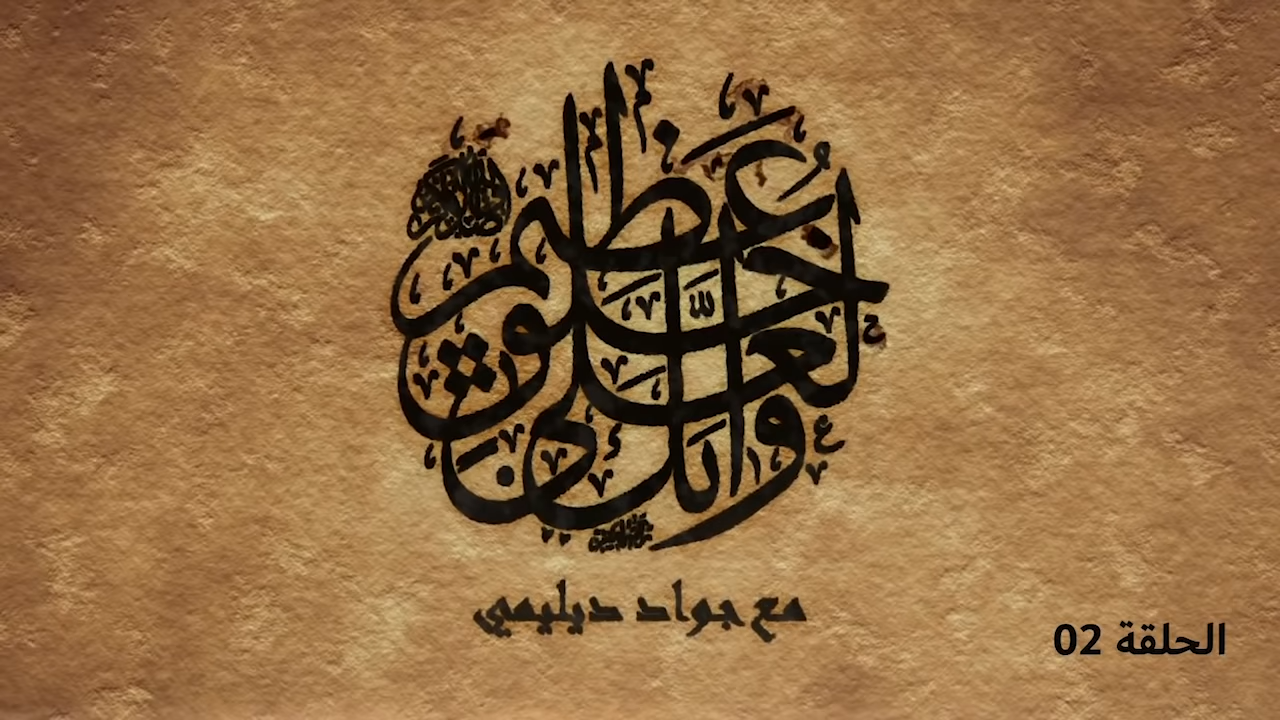 وإنك لعلى خلق عظيم
مع جواد ديليمي
الحلقة 02